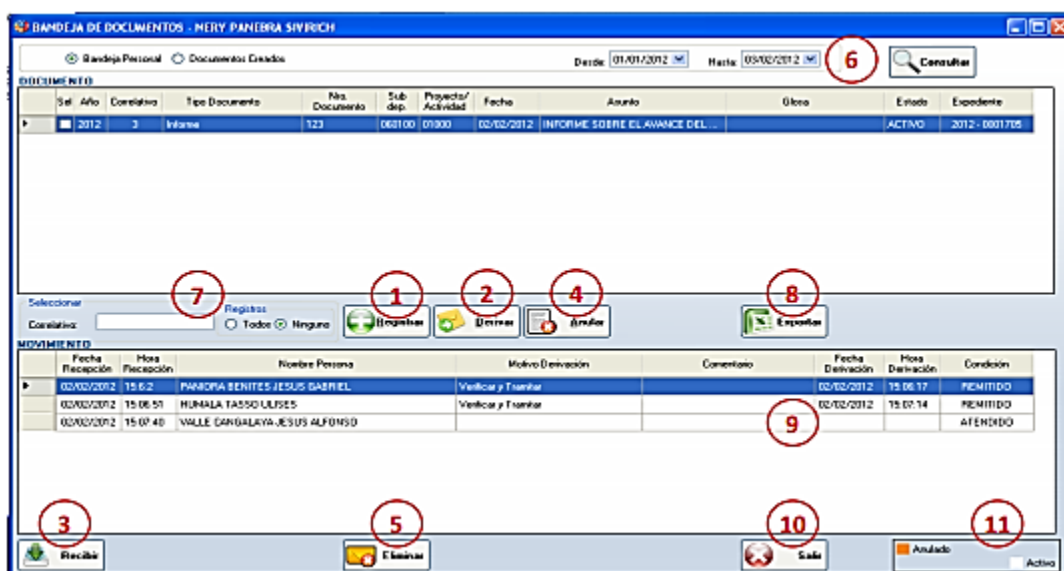 BANDEJA DE DOCUMENTOS - NERY PANEBRA SIVIRICH
Bandeja Personal Documentos Creados Desde: 01/01/2012 Hasta: 03/02/2012 6 Consultar
DOCUMENTO
Sel Año Correlativo Tipo Documento Nro. Documento Sub dep. Proyecto/ Actividad Fecha Asunto Glosa Estado Expediente
2012 3 Informe 123 060100 01000 02/02/2012 INFORME SOBRE EL AVANCE DEL ... ACTIVO 2012 - 0001705
Seleccionar 7 Registros 1 2 4 8
Correlativo: Todos Ninguno Registrar Derivar Anular Exportar
MOVIMIENTO
Fecha Recepción Hora Recepción Nombre Persona Motivo Derivación Comentario Fecha Derivación Hora Derivación Condición
02/02/2012 15:6:2 PANIORA BENITES JESUS GABRIEL Verificar y Tramitar 02/02/2012 15:06:17 REMITIDO
02/02/2012 15:06:51 HUMALA TASSO ULISES Verificar y Tramitar 02/02/2012 15:07:14 REMITIDO
02/02/2012 15:07:40 VALLE CANGALAYA JESUS ALFONSO 9 ATENDIDO
3 5 10 11
Recibir Eliminar Salir Anulado
Activo